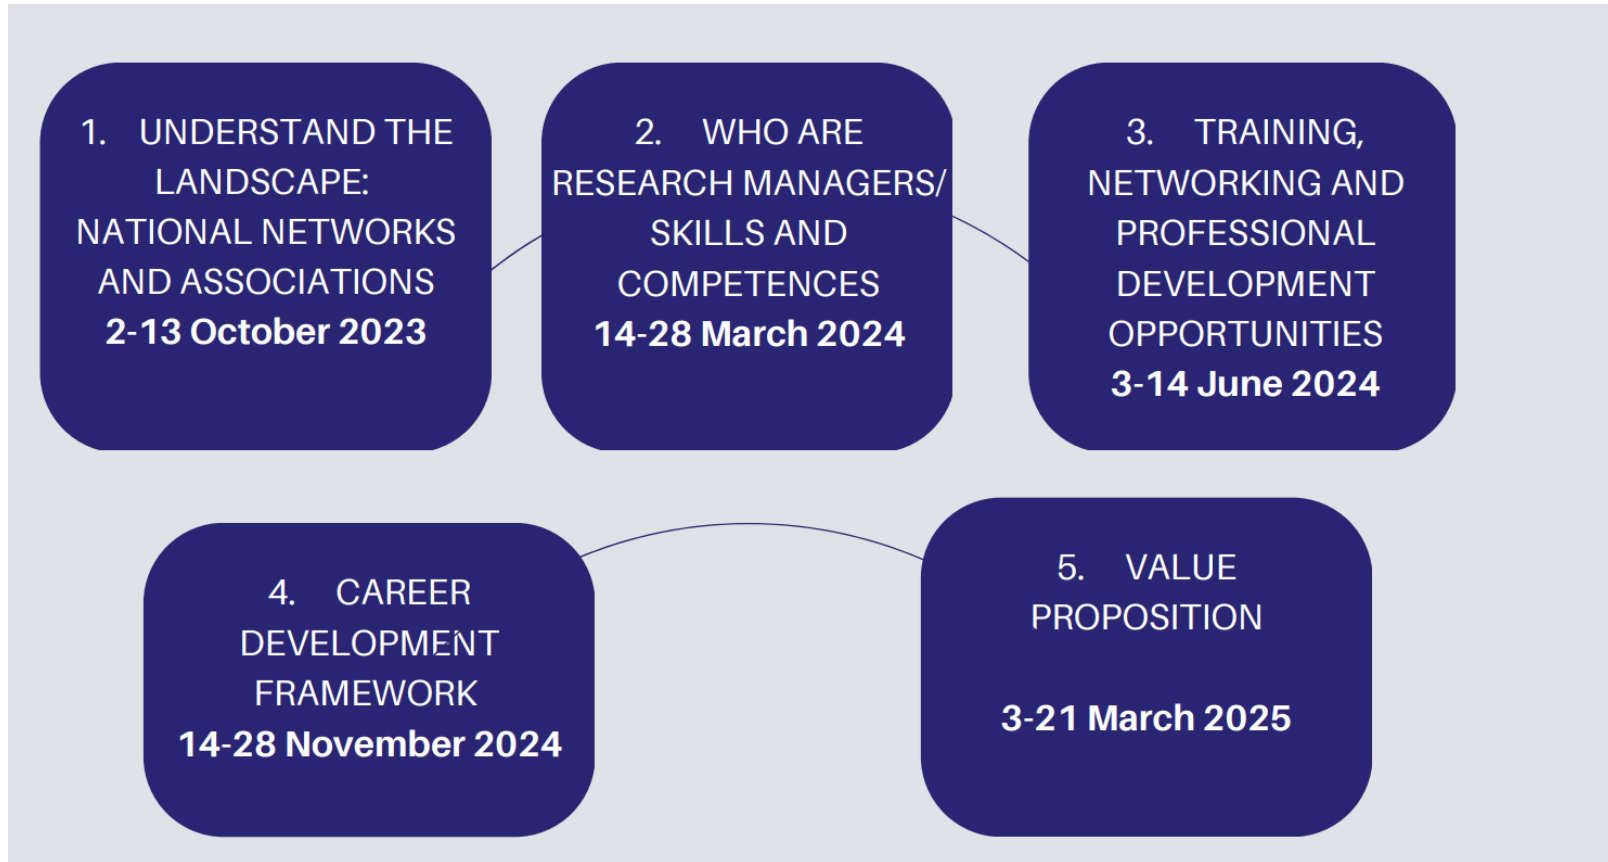 1. UNDERSTAND THE
LANDSCAPE:
NATIONAL NETWORKS
AND ASSOCIATIONS
2-13 October 2023
2. WHO ARE
RESEARCH MANAGERS/
SKILLS AND
COMPETENCES
14-28 March 2024
3. TRAINING,
NETWORKING AND
PROFESSIONAL
DEVELOPMENT
OPPORTUNITIES
3-14 June 2024
4. CAREER
DEVELOPMENT
FRAMEWORK
14-28 November 2024
5. VALUE
PROPOSITION
3-21 March 2025